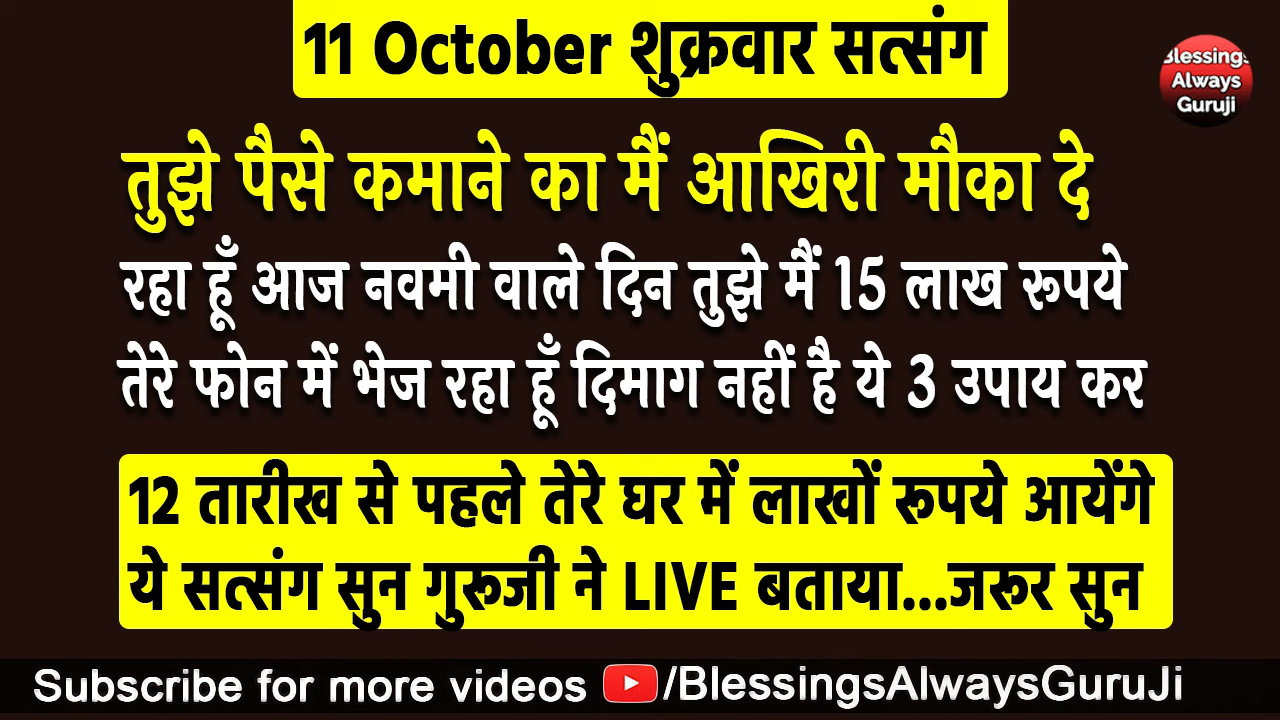 11 October शुक्रवार सत्संग
Blessings
Always
Guruji
तुझे पैसे कमाने का मैं आखिरी मौका दे
रहा हूँ आज नवमी वाले दिन तुझे मैं 15 लाख रूपये
तेरे फोन में भेज रहा हूँ दिमाग नहीं है ये 3 उपाय कर
12 तारीख से पहले तेरे घर में लाखों रूपये आयेंगे
ये सत्संग सुन गुरूजी ने LIVE बताया...जरूर सुन
Subscribe for more videos /BlessingsAlwaysGuruJi